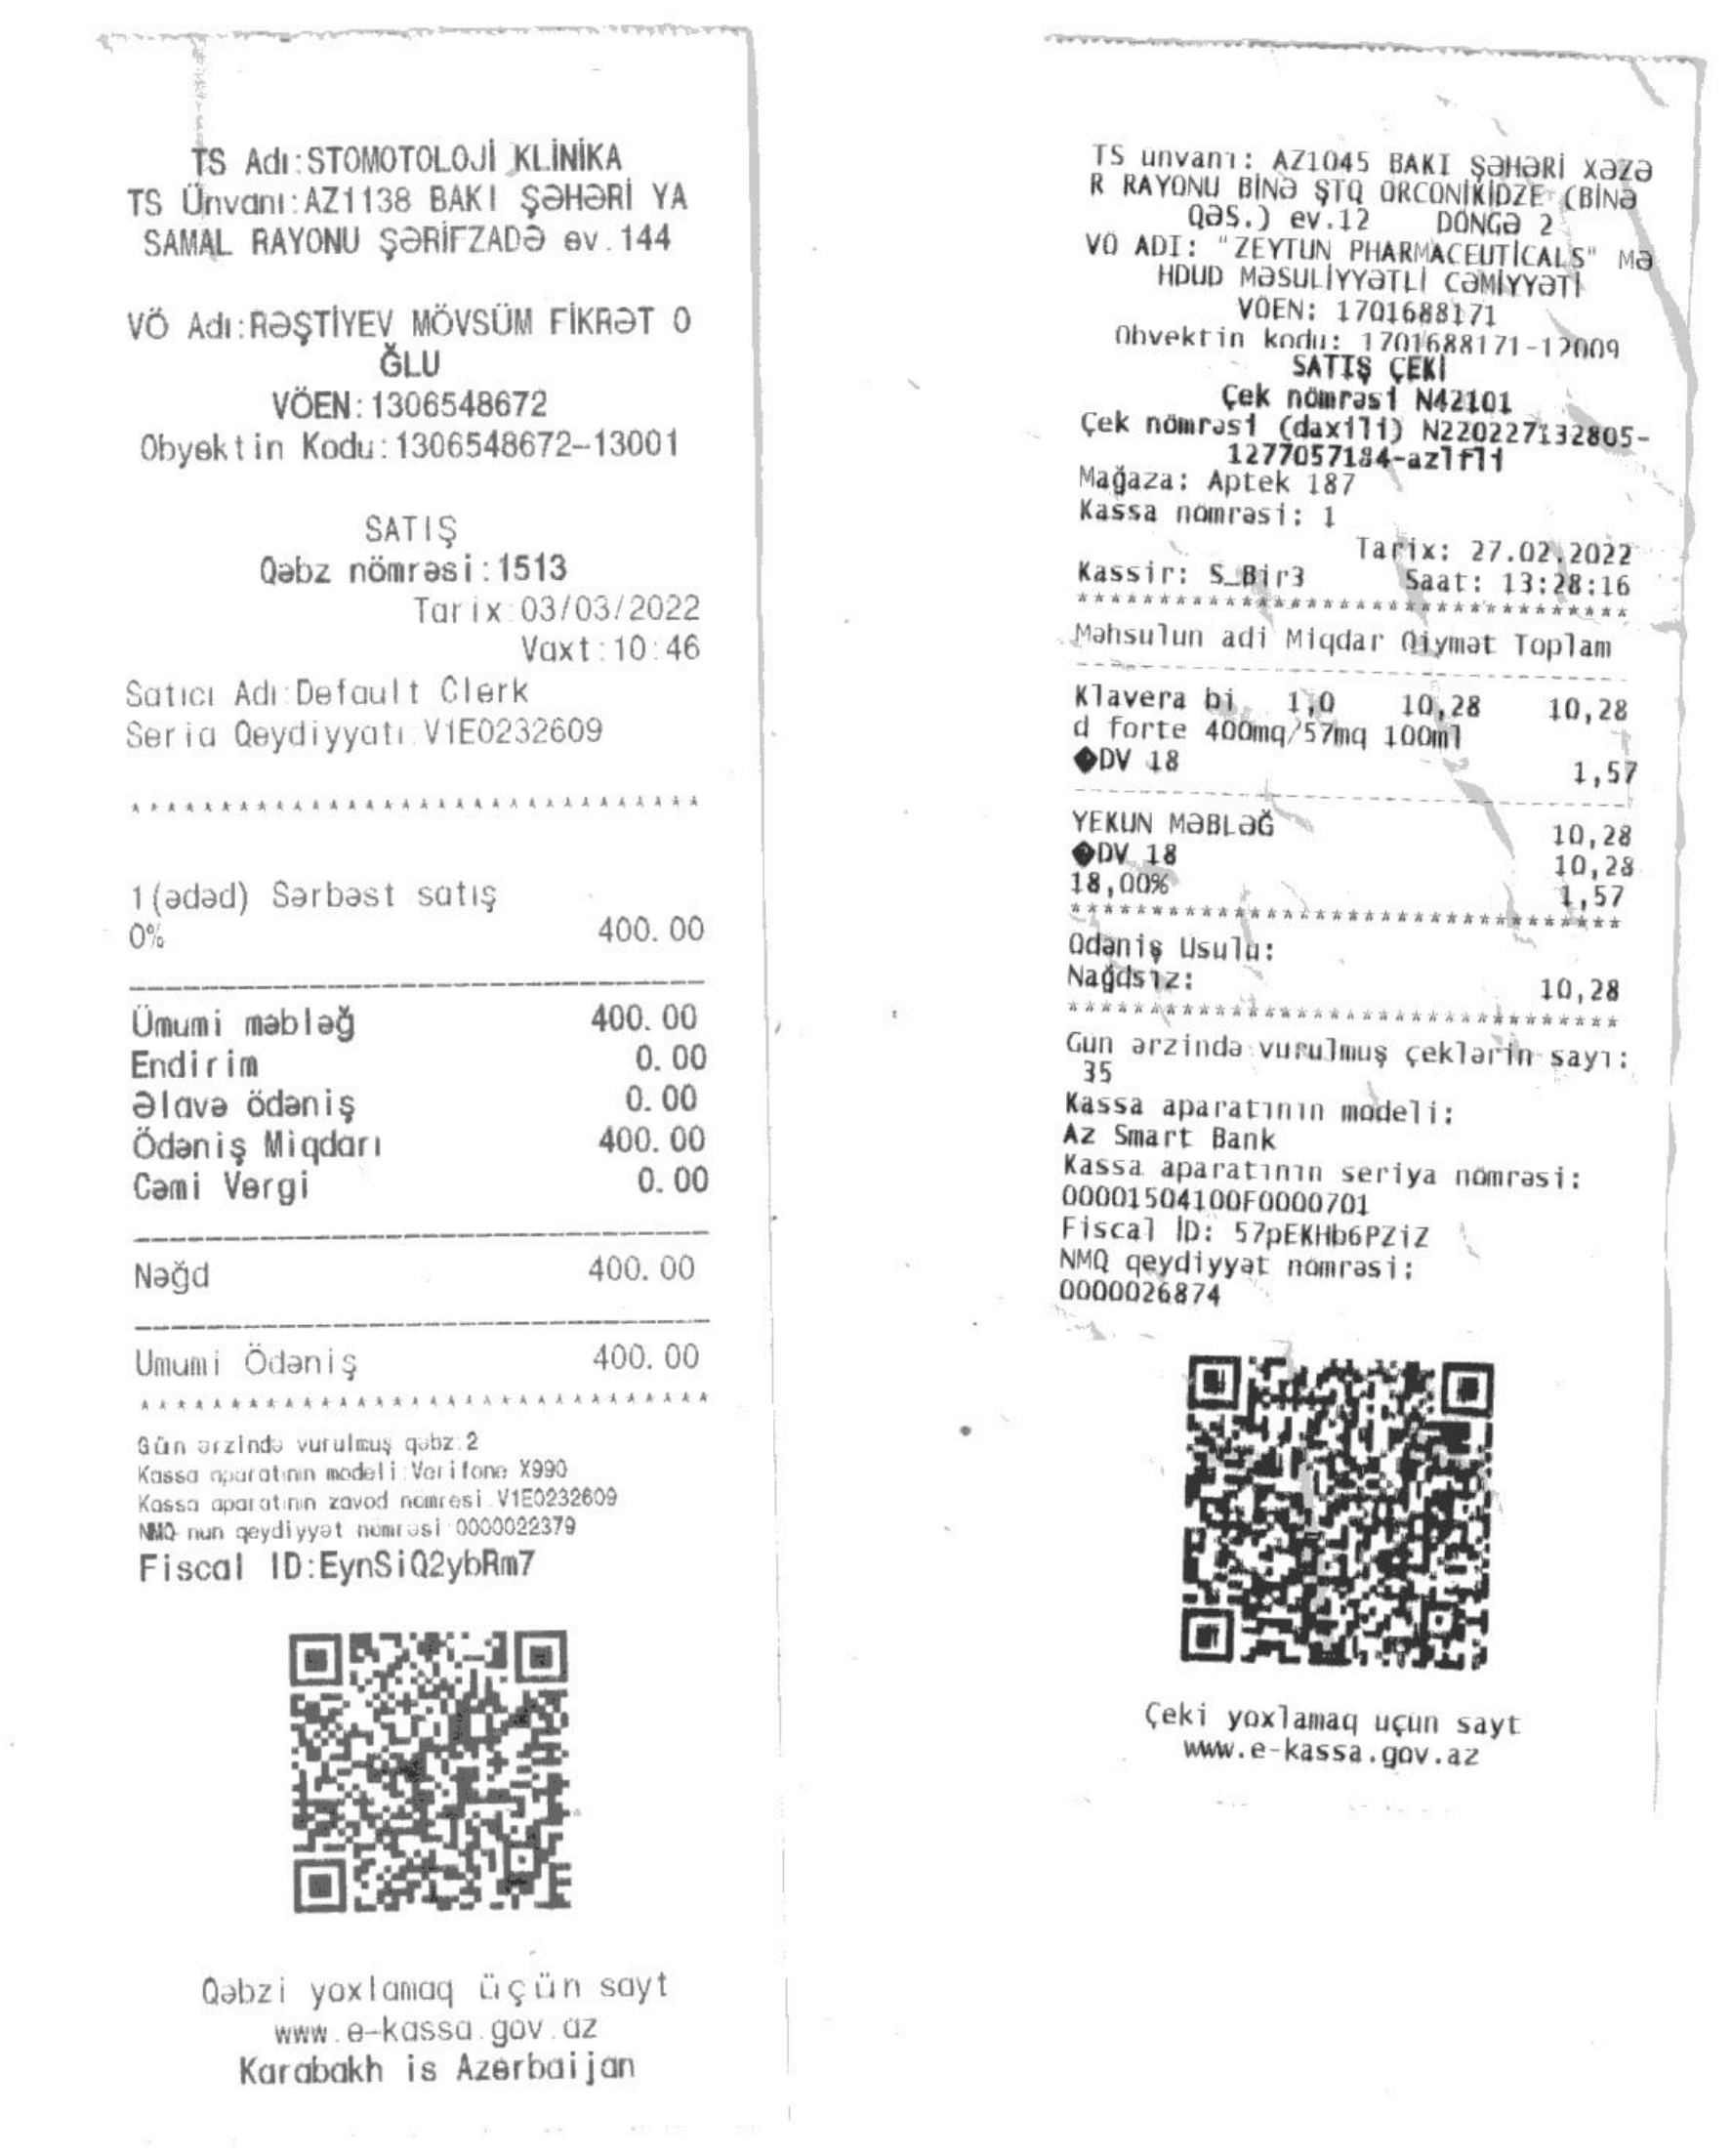 TS Adı:STOMOTOLOJİ KLİNİKA
TS Ünvanı:AZ1138 BAKI ŞƏHƏRİ YA
SAMAL RAYONU ŞƏRİFZADƏ ev.144
VÖ Adı:RƏŞTİYEV MÖVSÜM FİKRƏT O
ĞLU
VÖEN:1306548672
Obyektin Kodu:1306548672-13001
SATIŞ
Qəbz nömrəsi:1513
Tarix:03/03/2022
Vaxt:10:46
Satıcı Adı:Default Clerk
Seria Qeydiyyatı:V1E0232609
********************************
1(ədəd) Sərbəst satış
0% 400.00
Ümumi məbləğ 400.00
Endirim 0.00
Əlavə ödəniş 0.00
Ödəniş Miqdarı 400.00
Cəmi Vergi 0.00
Nəğd 400.00
Umumi Ödəniş 400.00
********************************
Gün ərzində vurulmuş qəbz:2
Kassa aparatının modeli:Verifone X990
Kassa aparatının zavod nömrəsi:V1E0232609
NMQ-nun qeydiyyat nömrəsi:0000022379
Fiscal ID:EynSiQ2ybRm7
Qəbzi yoxlamaq üçün sayt
www.e-kassa.gov.az
Karabakh is Azerbaijan
TS unvanı: AZ1045 BAKI ŞƏHƏRİ XƏZƏ
R RAYONU BİNƏ ŞTQ ORCONİKİDZE (BİNƏ
QƏS.) ev.12 DÖNGƏ 2
VÖ ADI: "ZEYTUN PHARMACEUTİCALS" MƏ
HDUD MƏSULİYYƏTLİ CƏMİYYƏTİ
VÖEN: 1701688171
Obyektin kodu: 1701688171-12009
SATIŞ ÇEKİ
Çek nömrəsi N42101
Çek nömrəsi (daxili) N220227132805-
1277057184-azlfli
Mağaza: Aptek 187
Kassa nömrəsi: 1
Tarix: 27.02.2022
Kassir: S_Bir3 Saat: 13:28:16
**********************************
Məhsulun adi Miqdar Qiymət Toplam
Klavera bi 1,0 10,28 10,28
d forte 400mq/57mq 100ml
�DV 18 1,57
YEKUN MƏBLƏĞ 10,28
�DV 18 10,28
18,00% 1,57
**********************************
Odəniş Usulu:
Nağdsız: 10,28
**********************************
Gun ərzində vurulmuş çeklərin sayı:
35
Kassa aparatının modeli:
Az Smart Bank
Kassa aparatının seriya nömrəsi:
00001504100F0000701
Fiscal İD: 57pEKHb6PZiZ
NMQ qeydiyyat nömrəsi:
0000026874
Çeki yoxlamaq uçun sayt
www.e-kassa.gov.az